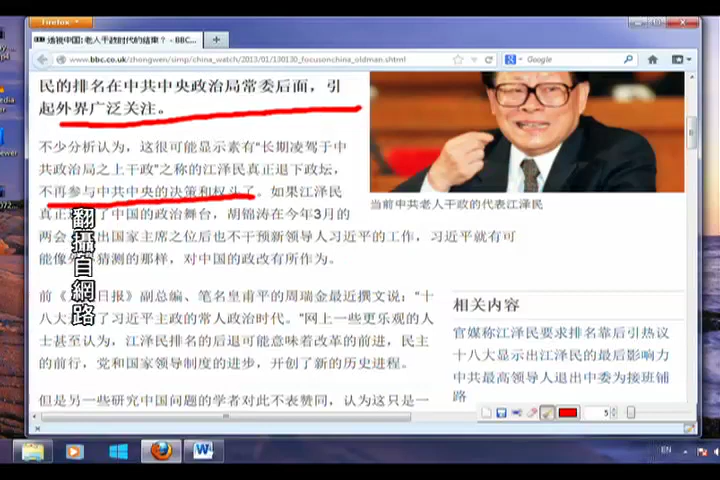 Firefox
透视中国:老人干政时代的结束？ - BBC...
www.bbc.co.uk/zhongwen/simp/china_watch/2013/01/130130_focusonchina_oldman.shtml
Google
民的排名在中共中央政治局常委后面，引
起外界广泛关注。
不少分析认为，这很可能显示素有“长期凌驾于中
共政治局之上干政”之称的江泽民真正退下政坛，
不再参与中共中央的决策和权斗了。如果江泽民
真正 了中国的政治舞台，胡锦涛在今年3月的
两会 出国家主席之位后也不干预新领导人习近平的工作，习近平就有可
能像外 猜测的那样，对中国的政改有所作为。
当前中共老人干政的代表江泽民
前《 日报》副总编、笔名皇甫平的周瑞金最近撰文说：“十
八大 了习近平主政的常人政治时代。”网上一些更乐观的人
士甚至认为，江泽民排名的后退可能意味着改革的前进，民主
的前行，党和国家领导制度的进步，开创了新的历史进程。
但是另一些研究中国问题的学者对此不表赞同，认为这只是一
相关内容
官媒称江泽民要求排名靠后引热议
十八大显示出江泽民的最后影响力
中共最高领导人退出中委为接班铺
路
翻攝自網路
5
EN